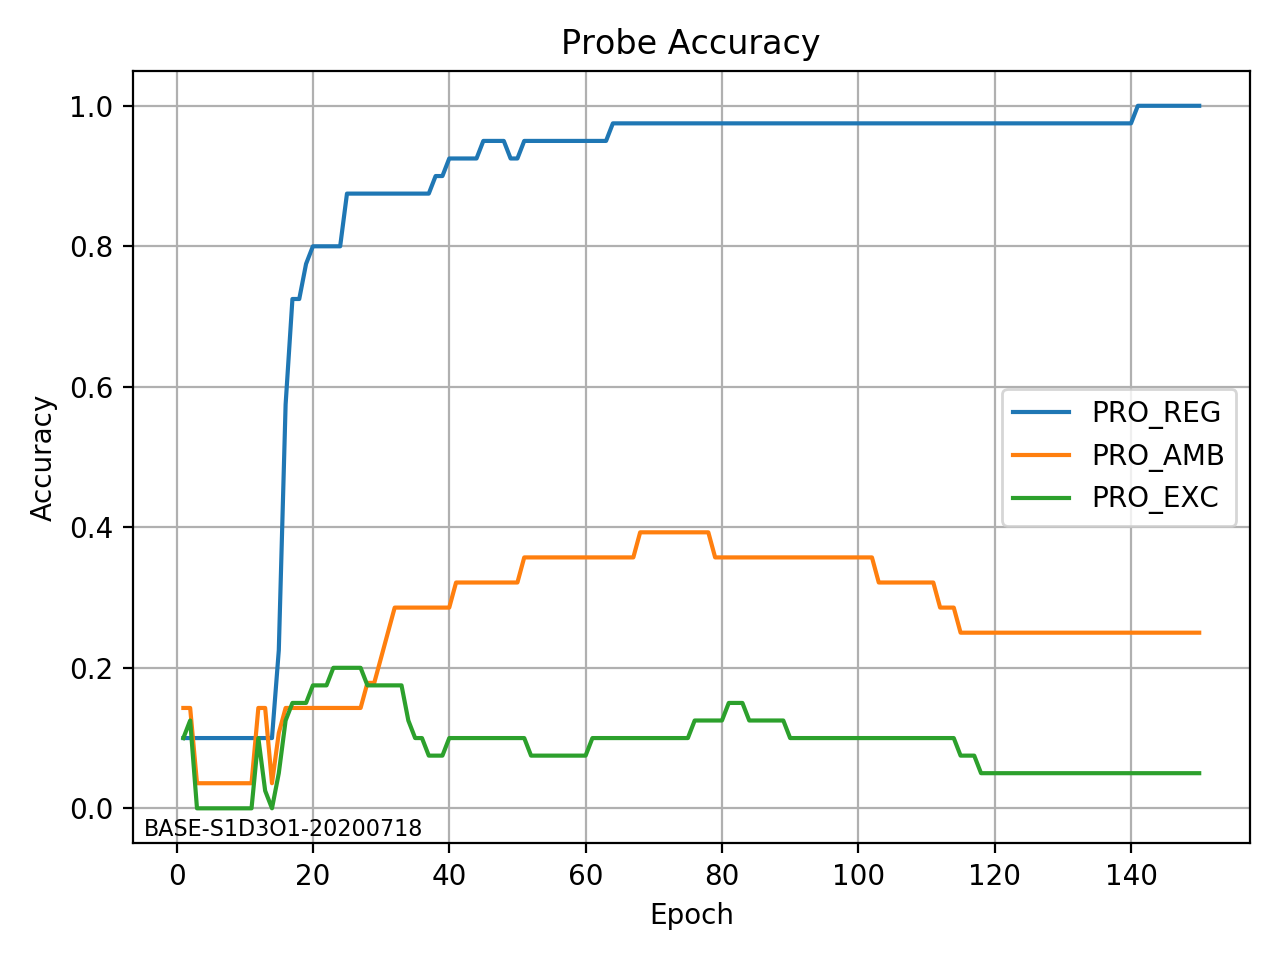 Probe Accuracy
Accuracy
1.0
0.8
0.6
0.4
0.2
0.0
PRO_REG
PRO_AMB
PRO_EXC
BASE-S1D3O1-20200718
0 20 40 60 80 100 120 140
Epoch